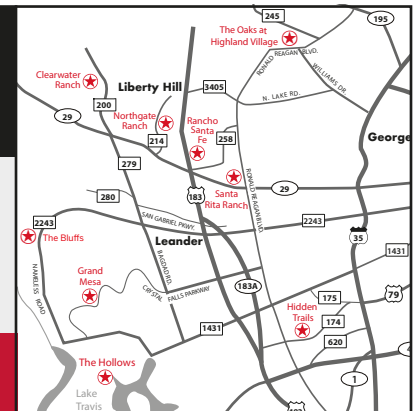 245
195
The Oaks at
Highland Village
RONALD REAGAN BLVD.
WILLIAMS DR.
Clearwater
Ranch
Liberty Hill
3405
N. LAKE RD.
200
29
Northgate
Ranch
Rancho
Santa
Fe
258
214
George
279
Santa
Rita Ranch
RONALD REAGAN BLVD.
29
280
183
SAN GABRIEL PKWY.
2243
2243
The Bluffs
Leander
35
1431
NAMELESS ROAD
Grand
Mesa
BAGDAD RD.
CRYSTAL FALLS PARKWAY
183A
175
79
Hidden
Trails
174
1431
620
The Hollows
1
Lake
Travis